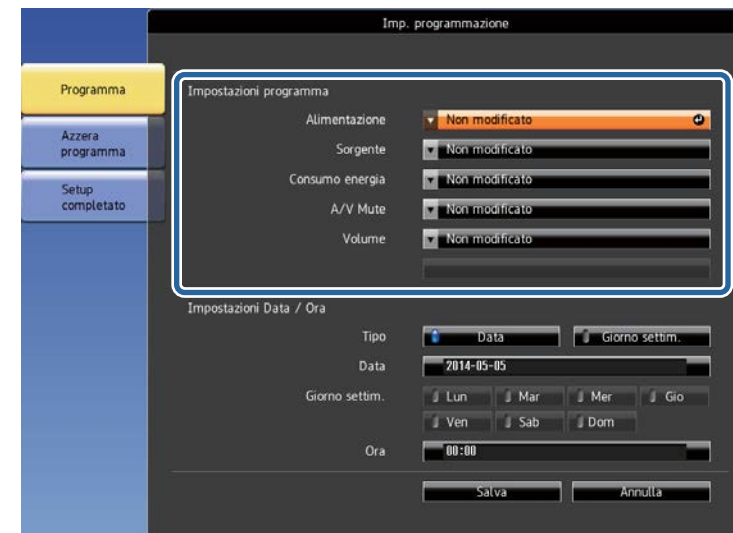 Imp. programmazione
Programma
Azzera
programma
Setup
completato
Impostazioni programma
Alimentazione Non modificato
Sorgente Non modificato
Consumo energia Non modificato
A/V Mute Non modificato
Volume Non modificato
Impostazioni Data / Ora
Tipo Data Giorno settim.
Data 2014-05-05
Giorno settim. Lun Mar Mer Gio
Ven Sab Dom
Ora 00:00
Salva Annulla